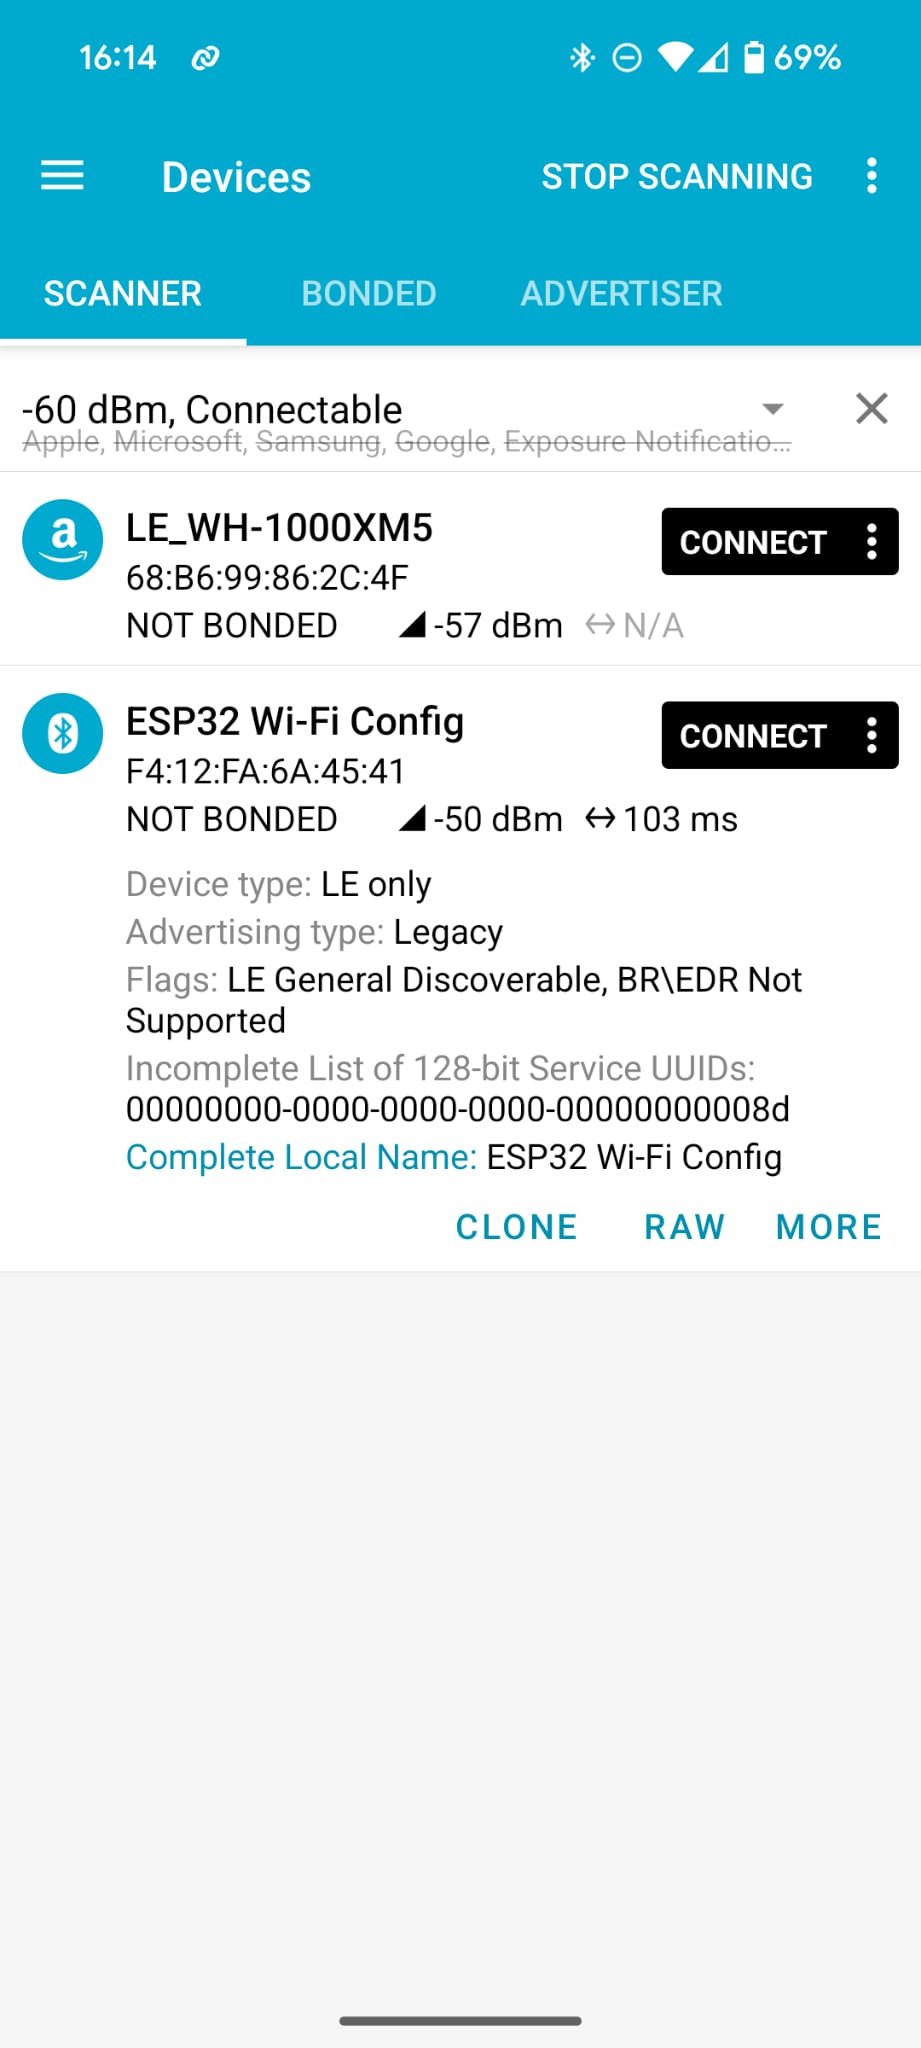 16:14
69%
Devices
STOP SCANNING
SCANNER
BONDED
ADVERTISER
-60 dBm, Connectable
Apple, Microsoft, Samsung, Google, Exposure Notificatio...
a
LE_WH-1000XM5
CONNECT
68:B6:99:86:2C:4F
NOT BONDED
-57 dBm
N/A
ESP32 Wi-Fi Config
CONNECT
F4:12:FA:6A:45:41
NOT BONDED
-50 dBm
103 ms
Device type: LE only
Advertising type: Legacy
Flags: LE General Discoverable, BR\EDR Not
Supported
Incomplete List of 128-bit Service UUIDs:
00000000-0000-0000-0000-00000000008d
Complete Local Name: ESP32 Wi-Fi Config
CLONE
RAW
MORE